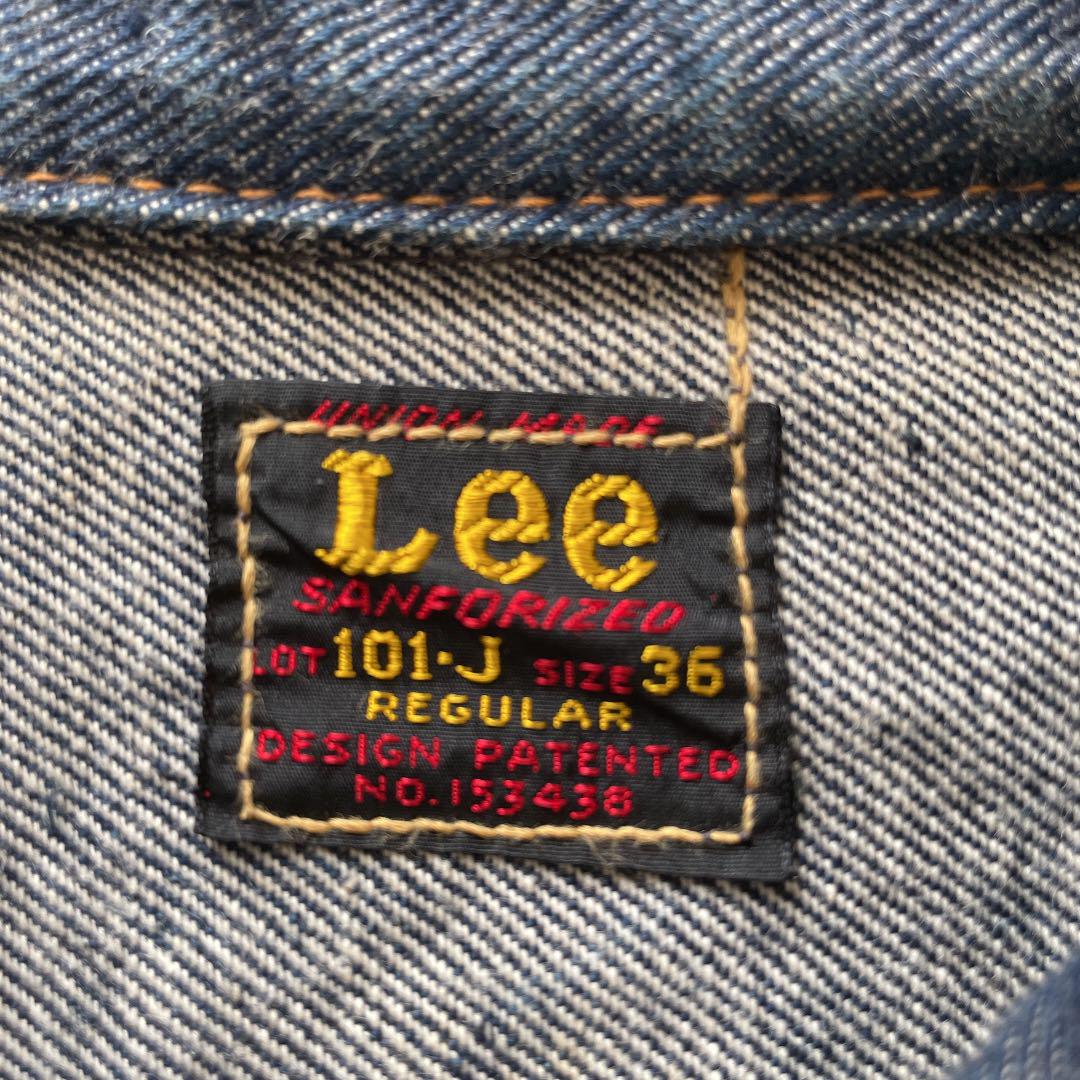 UNION MADE
Lee
SANFORIZED
LOT 101·J SIZE 36
REGULAR
DESIGN PATENTED
NO. 153438